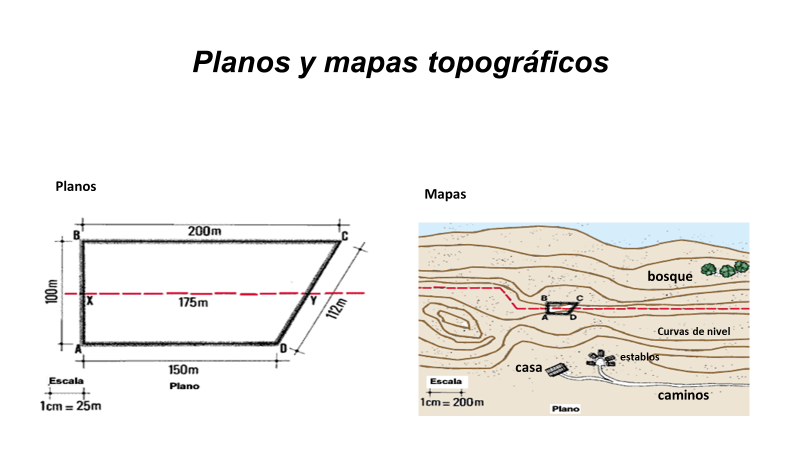 Planos y mapas topográficos
Planos
B
200m
C
100m
X
175m
Y
112m
A
D
150m
Escala
Plano
1cm = 25m
Mapas
bosque
B
C
A
D
Curvas de nivel
establos
casa
Escala
caminos
1cm = 200m
Plano